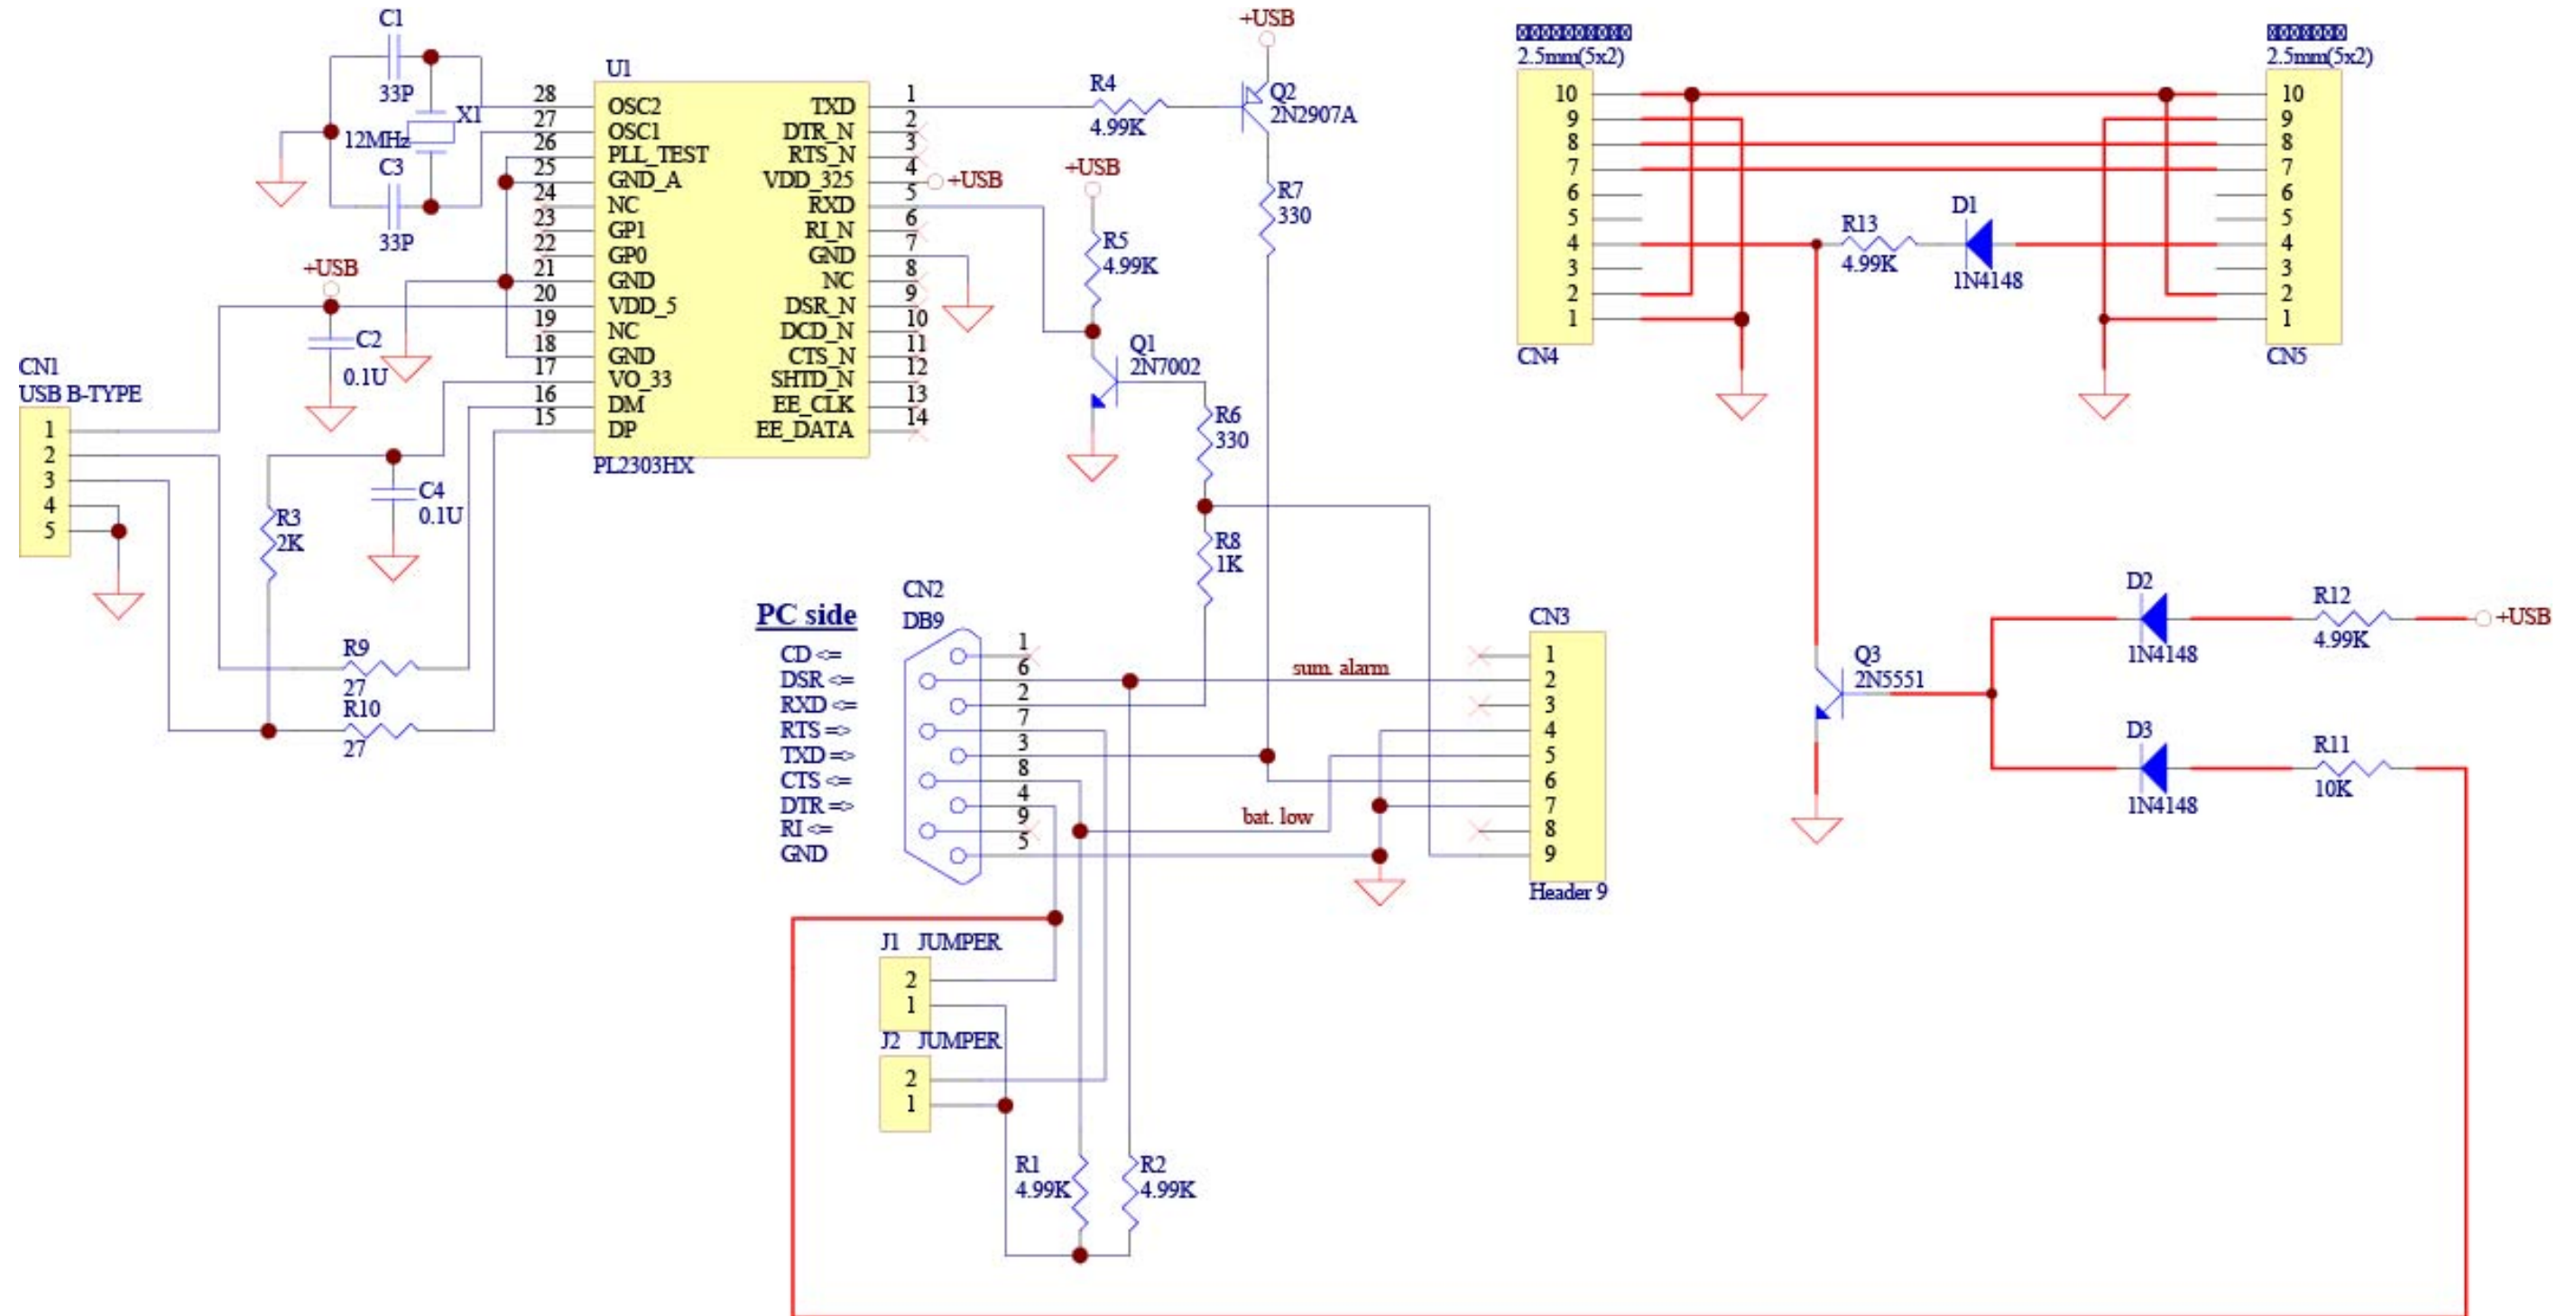 C1
33P
X1
12MHz
C3
33P
+USB
C2
0.1U
CN1
USB B-TYPE
1
2
3
4
5
R3
2K
C4
0.1U
R9
27
R10
27
U1
28 OSC2
27 OSC1
26 PLL_TEST
25 GND_A
24 NC
23 GP1
22 GP0
21 GND
20 VDD_5
19 NC
18 GND
17 VO_33
16 DM
15 DP
TXD 1
DTR_N 2
RTS_N 3
VDD_325 4
RXD 5
RI_N 6
GND 7
NC 8
DSR_N 9
DCD_N 10
CTS_N 11
SHTD_N 12
EE_CLK 13
EE_DATA 14
PL2303HX
+USB
R4
4.99K
+USB
Q2
2N2907A
R7
330
+USB
R5
4.99K
Q1
2N7002
R6
330
R8
1K
PC side
CD <=
DSR <=
RXD <=
RTS =>
TXD =>
CTS <=
DTR =>
RI <=
GND
CN2
DB9
1
6
2
7
3
8
4
9
5
sum. alarm
bat. low
CN3
1
2
3
4
5
6
7
8
9
Header 9
J1 JUMPER
2
1
J2 JUMPER
2
1
R1
4.99K
R2
4.99K
2.5mm(5x2)
10
9
8
7
6
5
4
3
2
1
CN4
R13
4.99K
D1
1N4148
2.5mm(5x2)
10
9
8
7
6
5
4
3
2
1
CN5
Q3
2N5551
D2
1N4148
R12
4.99K
+USB
D3
1N4148
R11
10K